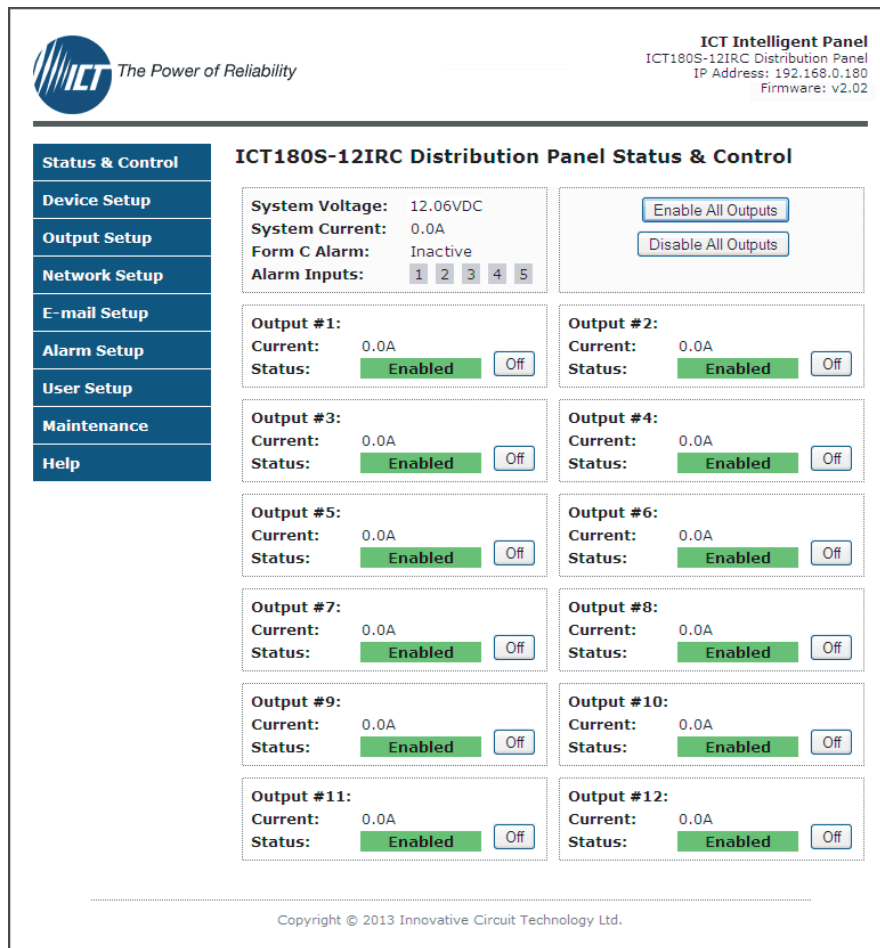 ICT The Power of Reliability
ICT Intelligent Panel
ICT180S-12IRC Distribution Panel
IP Address: 192.168.0.180
Firmware: v2.02
Status & Control
Device Setup
Output Setup
Network Setup
E-mail Setup
Alarm Setup
User Setup
Maintenance
Help
ICT180S-12IRC Distribution Panel Status & Control
System Voltage: 12.06VDC
System Current: 0.0A
Form C Alarm: Inactive
Alarm Inputs: 1 2 3 4 5
Enable All Outputs
Disable All Outputs
Output #1:
Current: 0.0A
Status: Enabled Off
Output #2:
Current: 0.0A
Status: Enabled Off
Output #3:
Current: 0.0A
Status: Enabled Off
Output #4:
Current: 0.0A
Status: Enabled Off
Output #5:
Current: 0.0A
Status: Enabled Off
Output #6:
Current: 0.0A
Status: Enabled Off
Output #7:
Current: 0.0A
Status: Enabled Off
Output #8:
Current: 0.0A
Status: Enabled Off
Output #9:
Current: 0.0A
Status: Enabled Off
Output #10:
Current: 0.0A
Status: Enabled Off
Output #11:
Current: 0.0A
Status: Enabled Off
Output #12:
Current: 0.0A
Status: Enabled Off
Copyright © 2013 Innovative Circuit Technology Ltd.